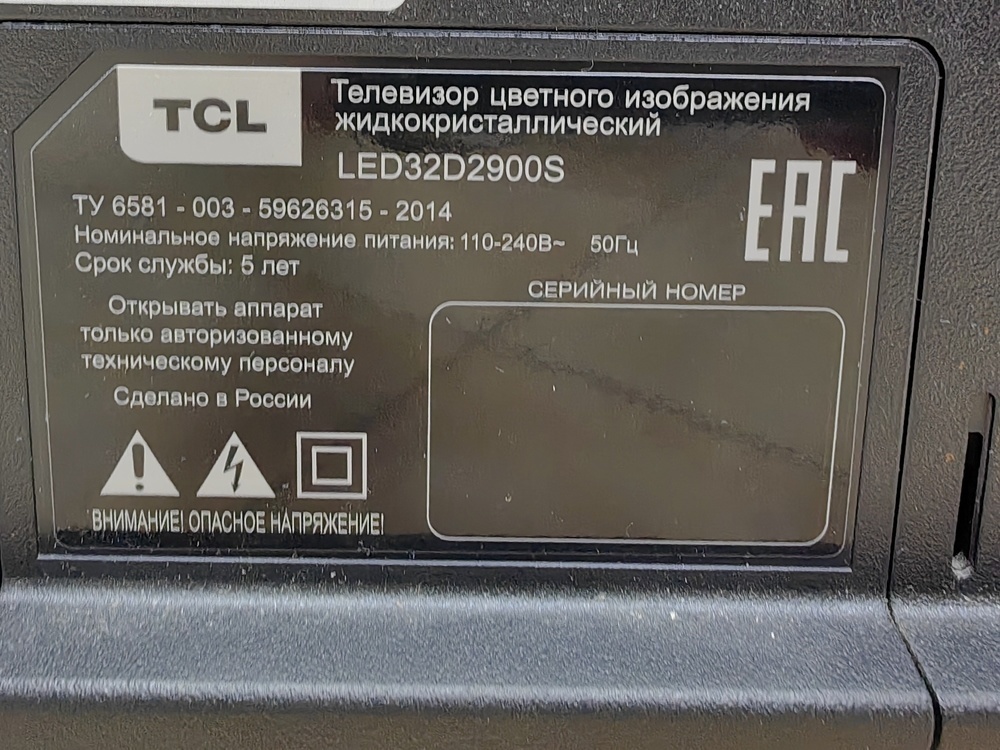 TCL
Телевизор цветного изображения
жидкокристаллический
LED32D2900S
ТУ 6581 - 003 - 59626315 - 2014
Номинальное напряжение питания: 110-240В~ 50Гц
Срок службы: 5 лет
EAC
СЕРИЙНЫЙ НОМЕР
Открывать аппарат
только авторизованному
техническому персоналу
Сделано в России
ВНИМАНИЕ! ОПАСНОЕ НАПРЯЖЕНИЕ!